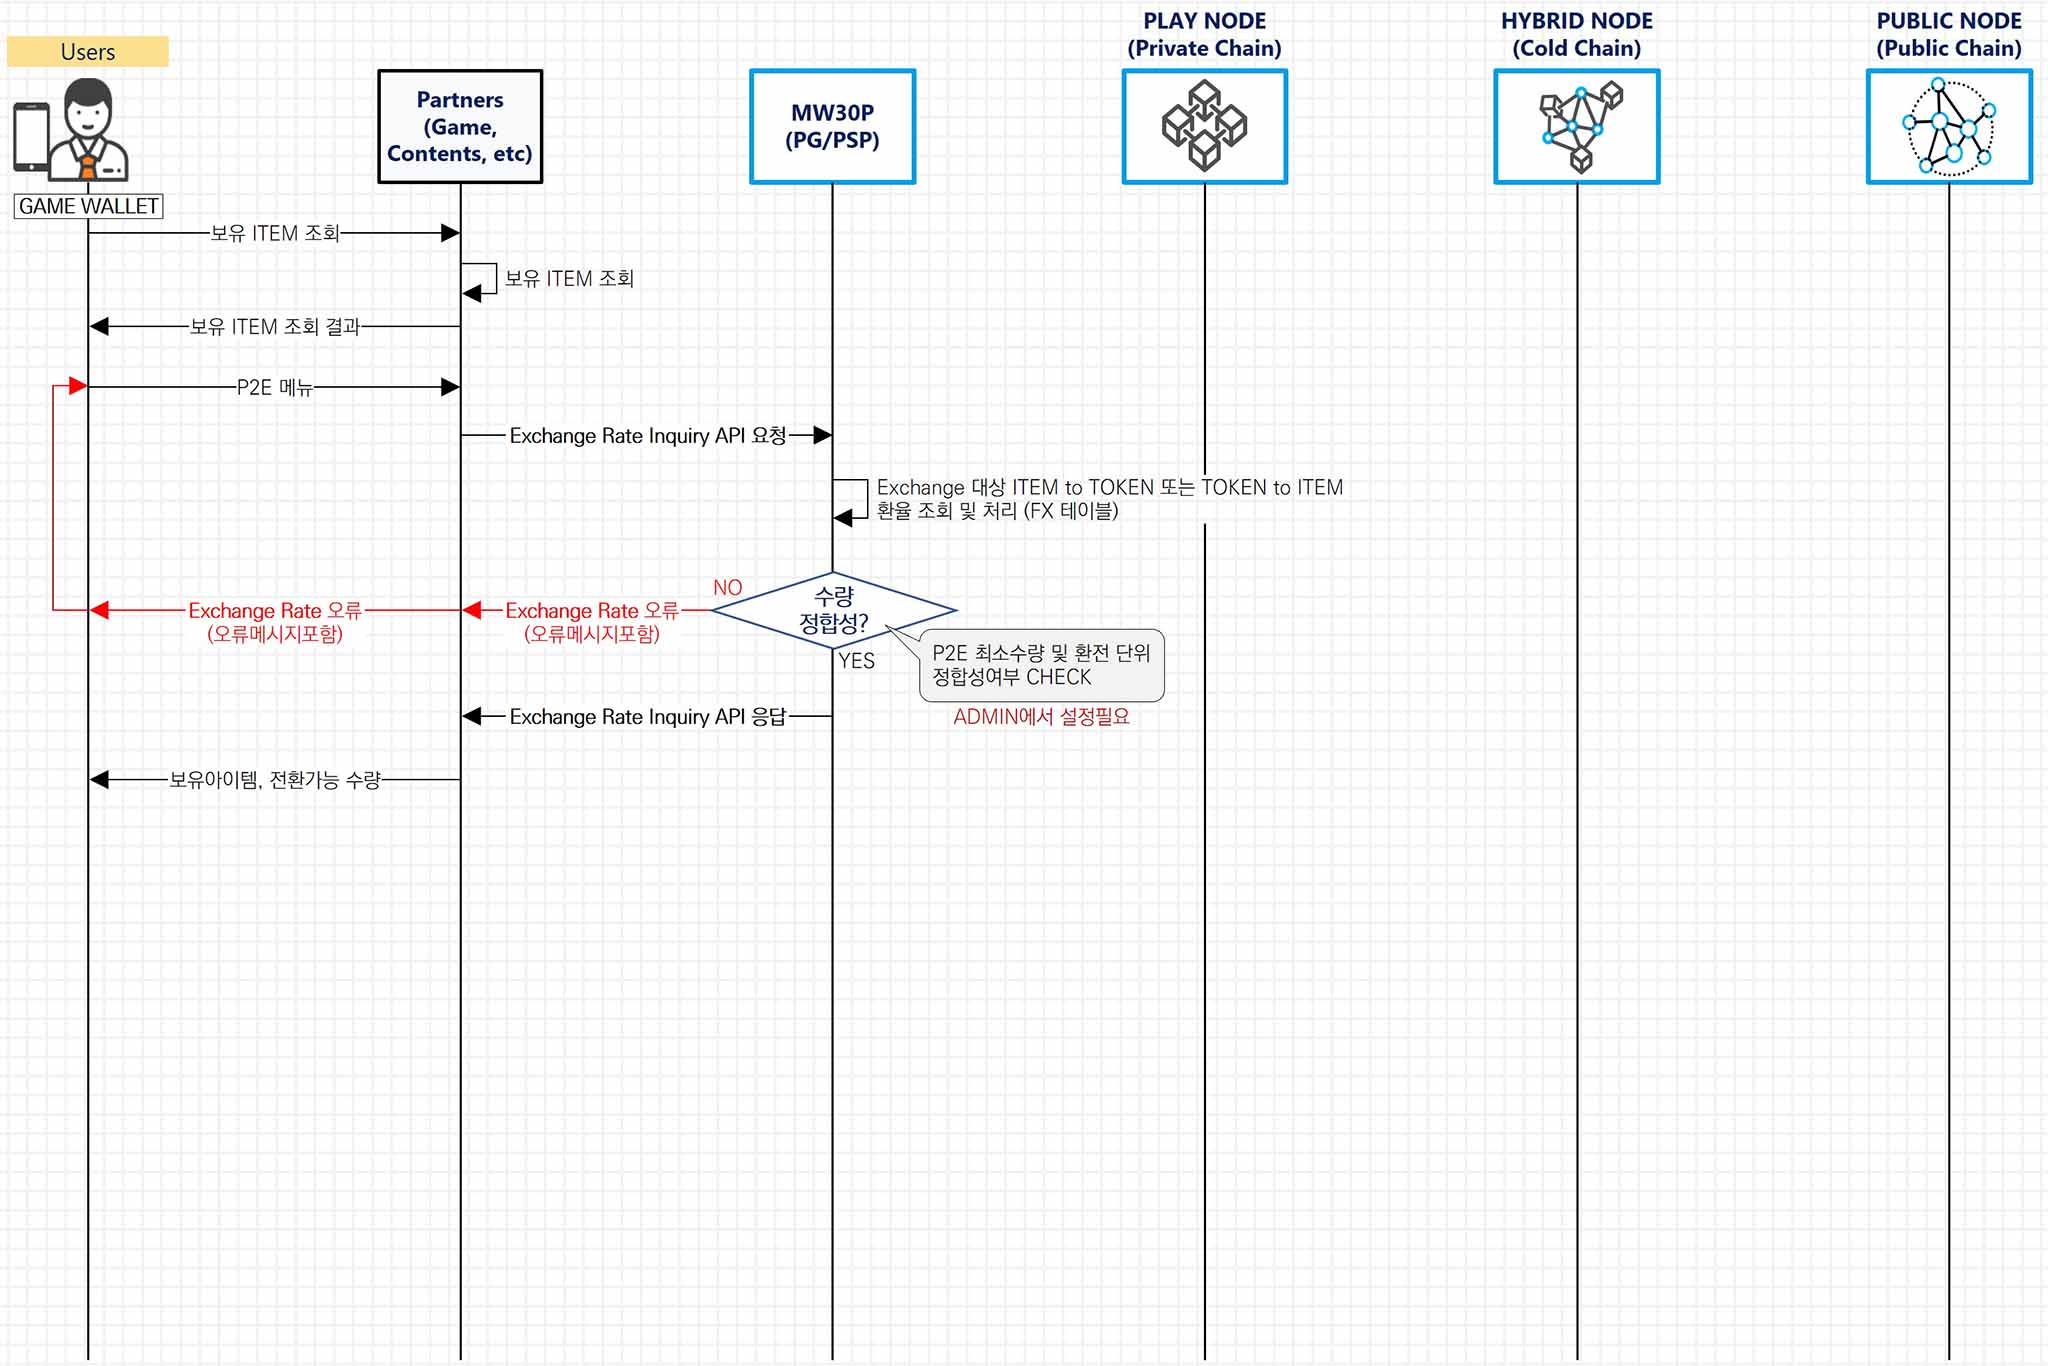 Users
GAME WALLET
Partners
(Game,
Contents, etc)
MW30P
(PG/PSP)
PLAY NODE
(Private Chain)
HYBRID NODE
(Cold Chain)
PUBLIC NODE
(Public Chain)
보유 ITEM 조회
보유 ITEM 조회
보유 ITEM 조회 결과
P2E 메뉴
Exchange Rate Inquiry API 요청
Exchange 대상 ITEM to TOKEN 또는 TOKEN to ITEM
환율 조회 및 처리 (FX 테이블)
NO
수량
정합성?
Exchange Rate 오류
(오류메시지포함)
Exchange Rate 오류
(오류메시지포함)
YES
P2E 최소수량 및 환전 단위
정합성여부 CHECK
ADMIN에서 설정필요
Exchange Rate Inquiry API 응답
보유아이템, 전환가능 수량